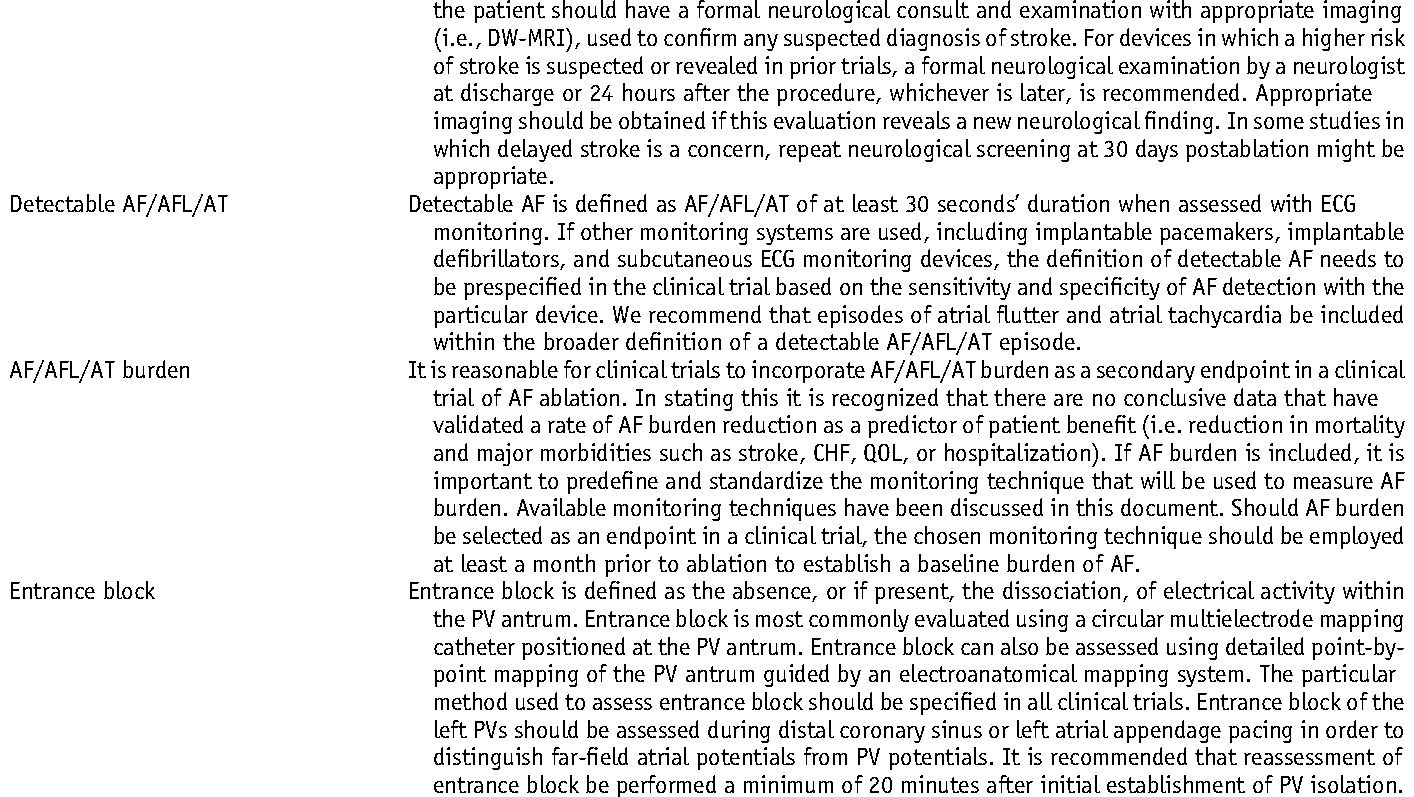 the patient should have a formal neurological consult and examination with appropriate imaging
(i.e., DW-MRI), used to confirm any suspected diagnosis of stroke. For devices in which a higher risk
of stroke is suspected or revealed in prior trials, a formal neurological examination by a neurologist
at discharge or 24 hours after the procedure, whichever is later, is recommended. Appropriate
imaging should be obtained if this evaluation reveals a new neurological finding. In some studies in
which delayed stroke is a concern, repeat neurological screening at 30 days postablation might be
appropriate.
Detectable AF/AFL/AT Detectable AF is defined as AF/AFL/AT of at least 30 seconds’ duration when assessed with ECG
monitoring. If other monitoring systems are used, including implantable pacemakers, implantable
defibrillators, and subcutaneous ECG monitoring devices, the definition of detectable AF needs to
be prespecified in the clinical trial based on the sensitivity and specificity of AF detection with the
particular device. We recommend that episodes of atrial flutter and atrial tachycardia be included
within the broader definition of a detectable AF/AFL/AT episode.
AF/AFL/AT burden It is reasonable for clinical trials to incorporate AF/AFL/AT burden as a secondary endpoint in a clinical
trial of AF ablation. In stating this it is recognized that there are no conclusive data that have
validated a rate of AF burden reduction as a predictor of patient benefit (i.e. reduction in mortality
and major morbidities such as stroke, CHF, QOL, or hospitalization). If AF burden is included, it is
important to predefine and standardize the monitoring technique that will be used to measure AF
burden. Available monitoring techniques have been discussed in this document. Should AF burden
be selected as an endpoint in a clinical trial, the chosen monitoring technique should be employed
at least a month prior to ablation to establish a baseline burden of AF.
Entrance block Entrance block is defined as the absence, or if present, the dissociation, of electrical activity within
the PV antrum. Entrance block is most commonly evaluated using a circular multielectrode mapping
catheter positioned at the PV antrum. Entrance block can also be assessed using detailed point-by-
point mapping of the PV antrum guided by an electroanatomical mapping system. The particular
method used to assess entrance block should be specified in all clinical trials. Entrance block of the
left PVs should be assessed during distal coronary sinus or left atrial appendage pacing in order to
distinguish far-field atrial potentials from PV potentials. It is recommended that reassessment of
entrance block be performed a minimum of 20 minutes after initial establishment of PV isolation.